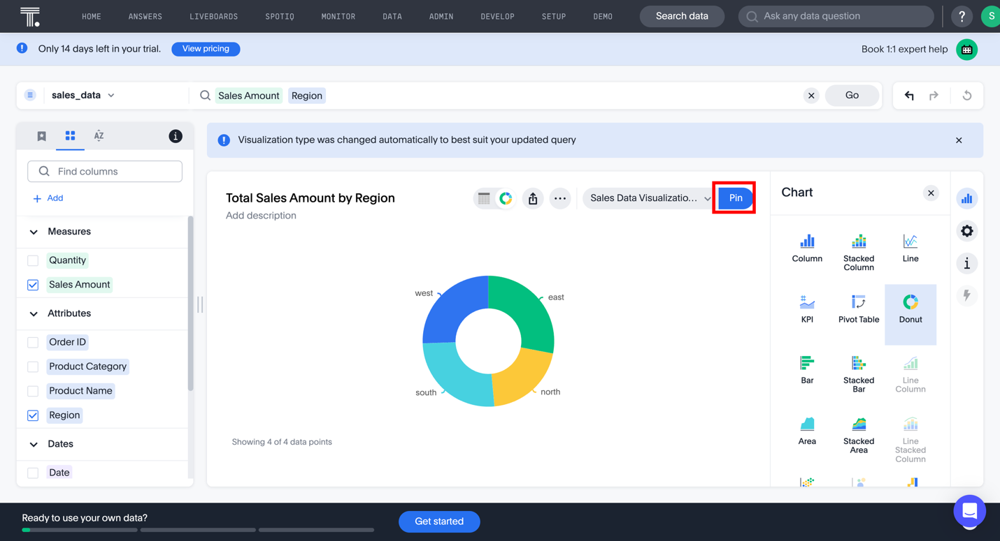 HOME ANSWERS LIVEBOARDS SPOTIQ MONITOR DATA ADMIN DEVELOP SETUP DEMO Search data Ask any data question ? S
Only 14 days left in your trial. View pricing Book 1:1 expert help
sales_data Sales Amount Region Go
Visualization type was changed automatically to best suit your updated query
Find columns
Add
Measures
Quantity
Sales Amount
Attributes
Order ID
Product Category
Product Name
Region
Dates
Date
Total Sales Amount by Region
Add description
Sales Data Visualizatio...
Pin
west
east
south
north
Showing 4 of 4 data points
Chart
Column
Stacked
Column
Line
KPI
Pivot Table
Donut
Bar
Stacked
Bar
Line
Column
Area
Stacked
Area
Line
Stacked
Column
Ready to use your own data?
Get started